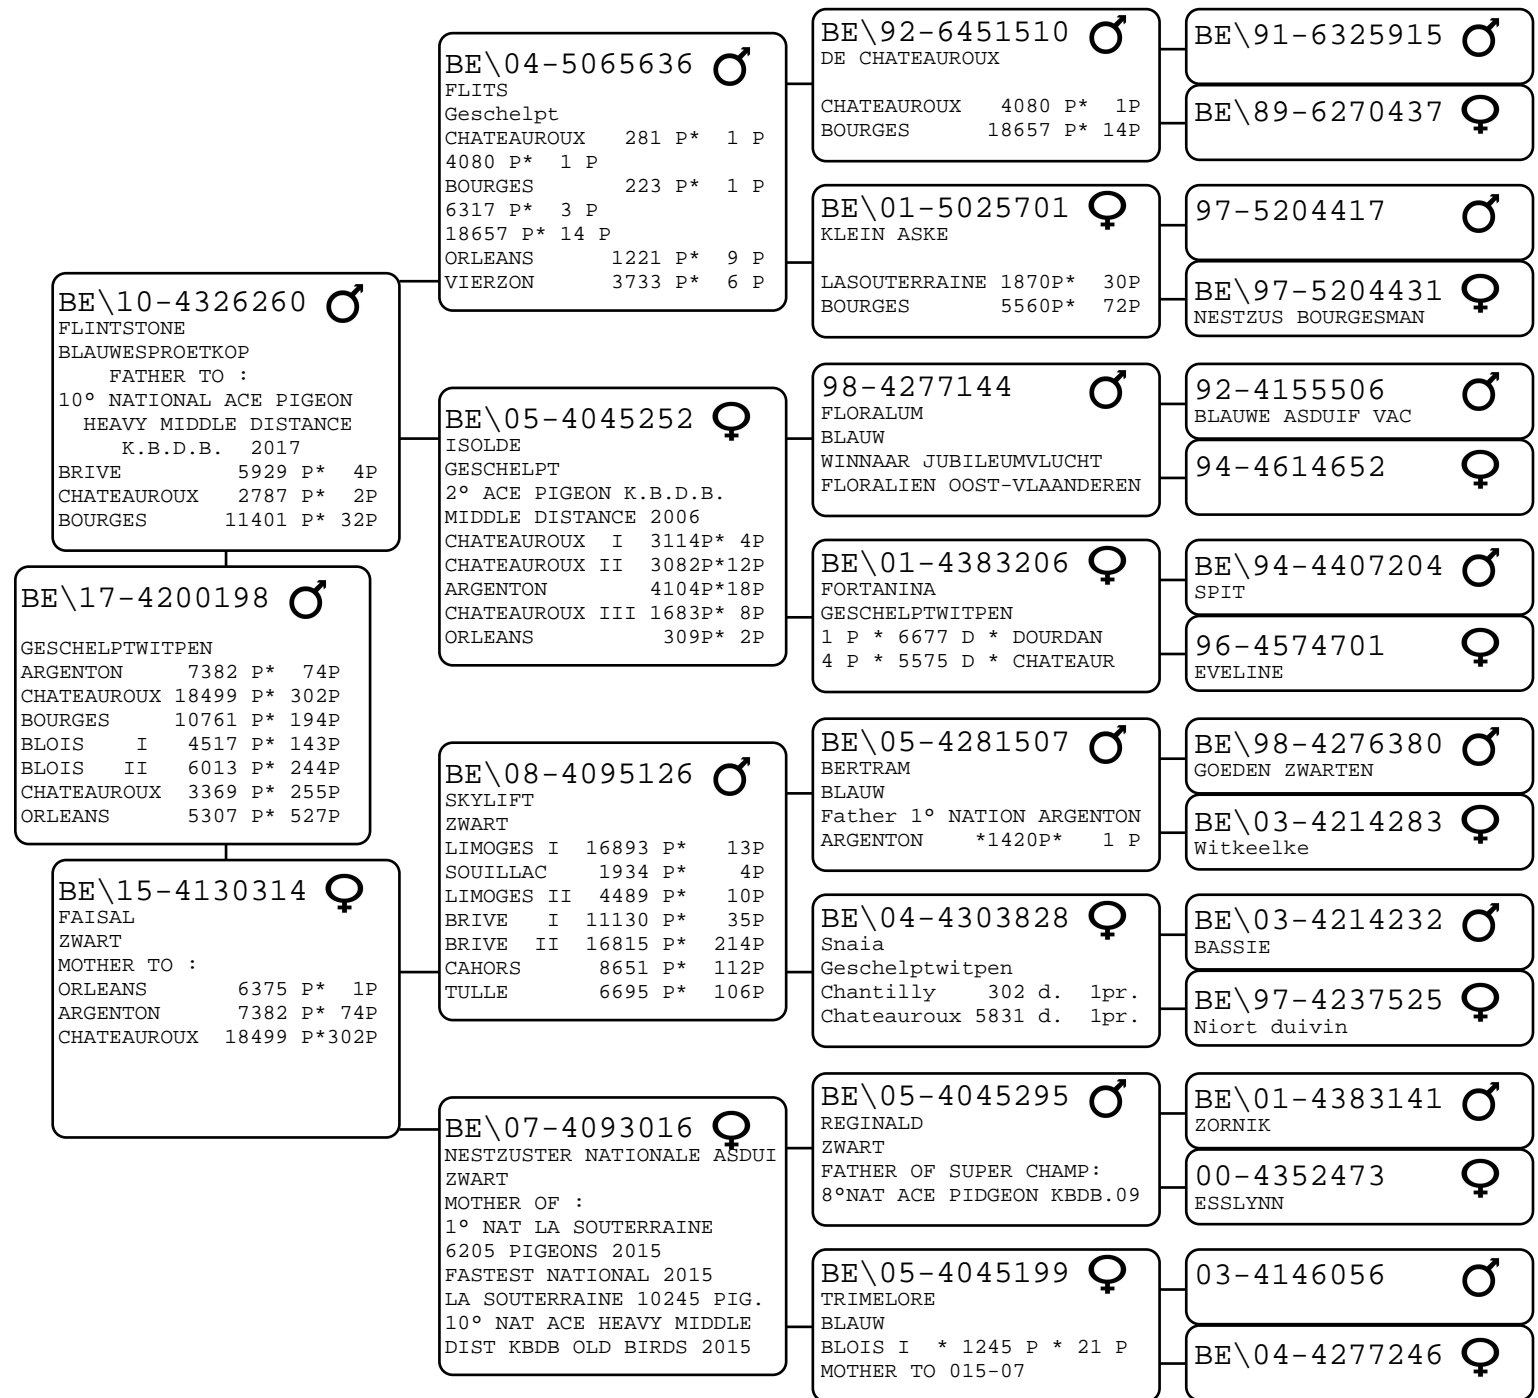 BE\17-4200198
GESCHELPTWITPEN
ARGENTON 7382 P* 74P
CHATEAUROUX 18499 P* 302P
BOURGES 10761 P* 194P
BLOIS I 4517 P* 143P
BLOIS II 6013 P* 244P
CHATEAUROUX 3369 P* 255P
ORLEANS 5307 P* 527P
BE\10-4326260
FLINTSTONE
BLAUWESPROETKOP
FATHER TO :
10° NATIONAL ACE PIGEON
HEAVY MIDDLE DISTANCE
K.B.D.B. 2017
BRIVE 5929 P* 4P
CHATEAUROUX 2787 P* 2P
BOURGES 11401 P* 32P
BE\15-4130314
FAISAL
ZWART
MOTHER TO :
ORLEANS 6375 P* 1P
ARGENTON 7382 P* 74P
CHATEAUROUX 18499 P*302P
BE\04-5065636
FLITS
Geschelpt
CHATEAUROUX 281 P* 1 P
4080 P* 1 P
BOURGES 223 P* 1 P
6317 P* 3 P
18657 P* 14 P
ORLEANS 1221 P* 9 P
VIERZON 3733 P* 6 P
BE\05-4045252
ISOLDE
GESCHELPT
2° ACE PIGEON K.B.D.B.
MIDDLE DISTANCE 2006
CHATEAUROUX I 3114P* 4P
CHATEAUROUX II 3082P*12P
ARGENTON 4104P*18P
CHATEAUROUX III 1683P* 8P
ORLEANS 309P* 2P
BE\08-4095126
SKYLIFT
ZWART
LIMOGES I 16893 P* 13P
SOUILLAC 1934 P* 4P
LIMOGES II 4489 P* 10P
BRIVE I 11130 P* 35P
BRIVE II 16815 P* 214P
CAHORS 8651 P* 112P
TULLE 6695 P* 106P
BE\07-4093016
NESTZUSTER NATIONALE ASDUI
ZWART
MOTHER OF :
1° NAT LA SOUTERRAINE
6205 PIGEONS 2015
FASTEST NATIONAL 2015
LA SOUTERRAINE 10245 PIG.
10° NAT ACE HEAVY MIDDLE
DIST KBDB OLD BIRDS 2015
BE\92-6451510
DE CHATEAUROUX
CHATEAUROUX 4080 P* 1P
BOURGES 18657 P* 14P
BE\01-5025701
KLEIN ASKE
LASOUTERRAINE 1870P* 30P
BOURGES 5560P* 72P
98-4277144
FLORALUM
BLAUW
WINNAAR JUBILEUMVLUCHT
FLORALIEN OOST-VLAANDEREN
BE\01-4383206
FORTANINA
GESCHELPTWITPEN
1 P * 6677 D * DOURDAN
4 P * 5575 D * CHATEAUR
BE\05-4281507
BERTRAM
BLAUW
Father 1° NATION ARGENTON
ARGENTON *1420P* 1 P
BE\04-4303828
Snaia
Geschelptwitpen
Chantilly 302 d. 1pr.
Chateauroux 5831 d. 1pr.
BE\05-4045295
REGINALD
ZWART
FATHER OF SUPER CHAMP:
8°NAT ACE PIDGEON KBDB.09
BE\05-4045199
TRIMELORE
BLAUW
BLOIS I * 1245 P * 21 P
MOTHER TO 015-07
BE\91-6325915
BE\89-6270437
97-5204417
BE\97-5204431
NESTZUS BOURGESMAN
92-4155506
BLAUWE ASDUIF VAC
94-4614652
BE\94-4407204
SPIT
96-4574701
EVELINE
BE\98-4276380
GOEDEN ZWARTEN
BE\03-4214283
Witkeelke
BE\03-4214232
BASSIE
BE\97-4237525
Niort duivin
BE\01-4383141
ZORNIK
00-4352473
ESSLYNN
03-4146056
BE\04-4277246